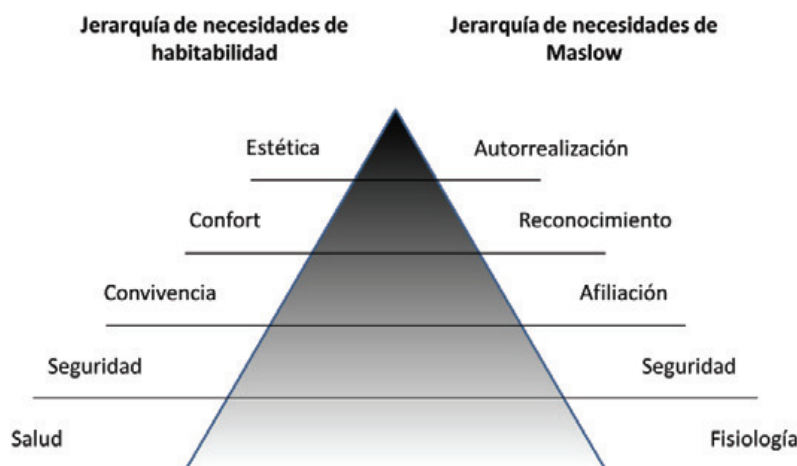 Jerarquía de necesidades de
habitabilidad
Jerarquía de necesidades de
Maslow
Estética
Autorrealización
Confort
Reconocimiento
Convivencia
Afiliación
Seguridad
Seguridad
Salud
Fisiología